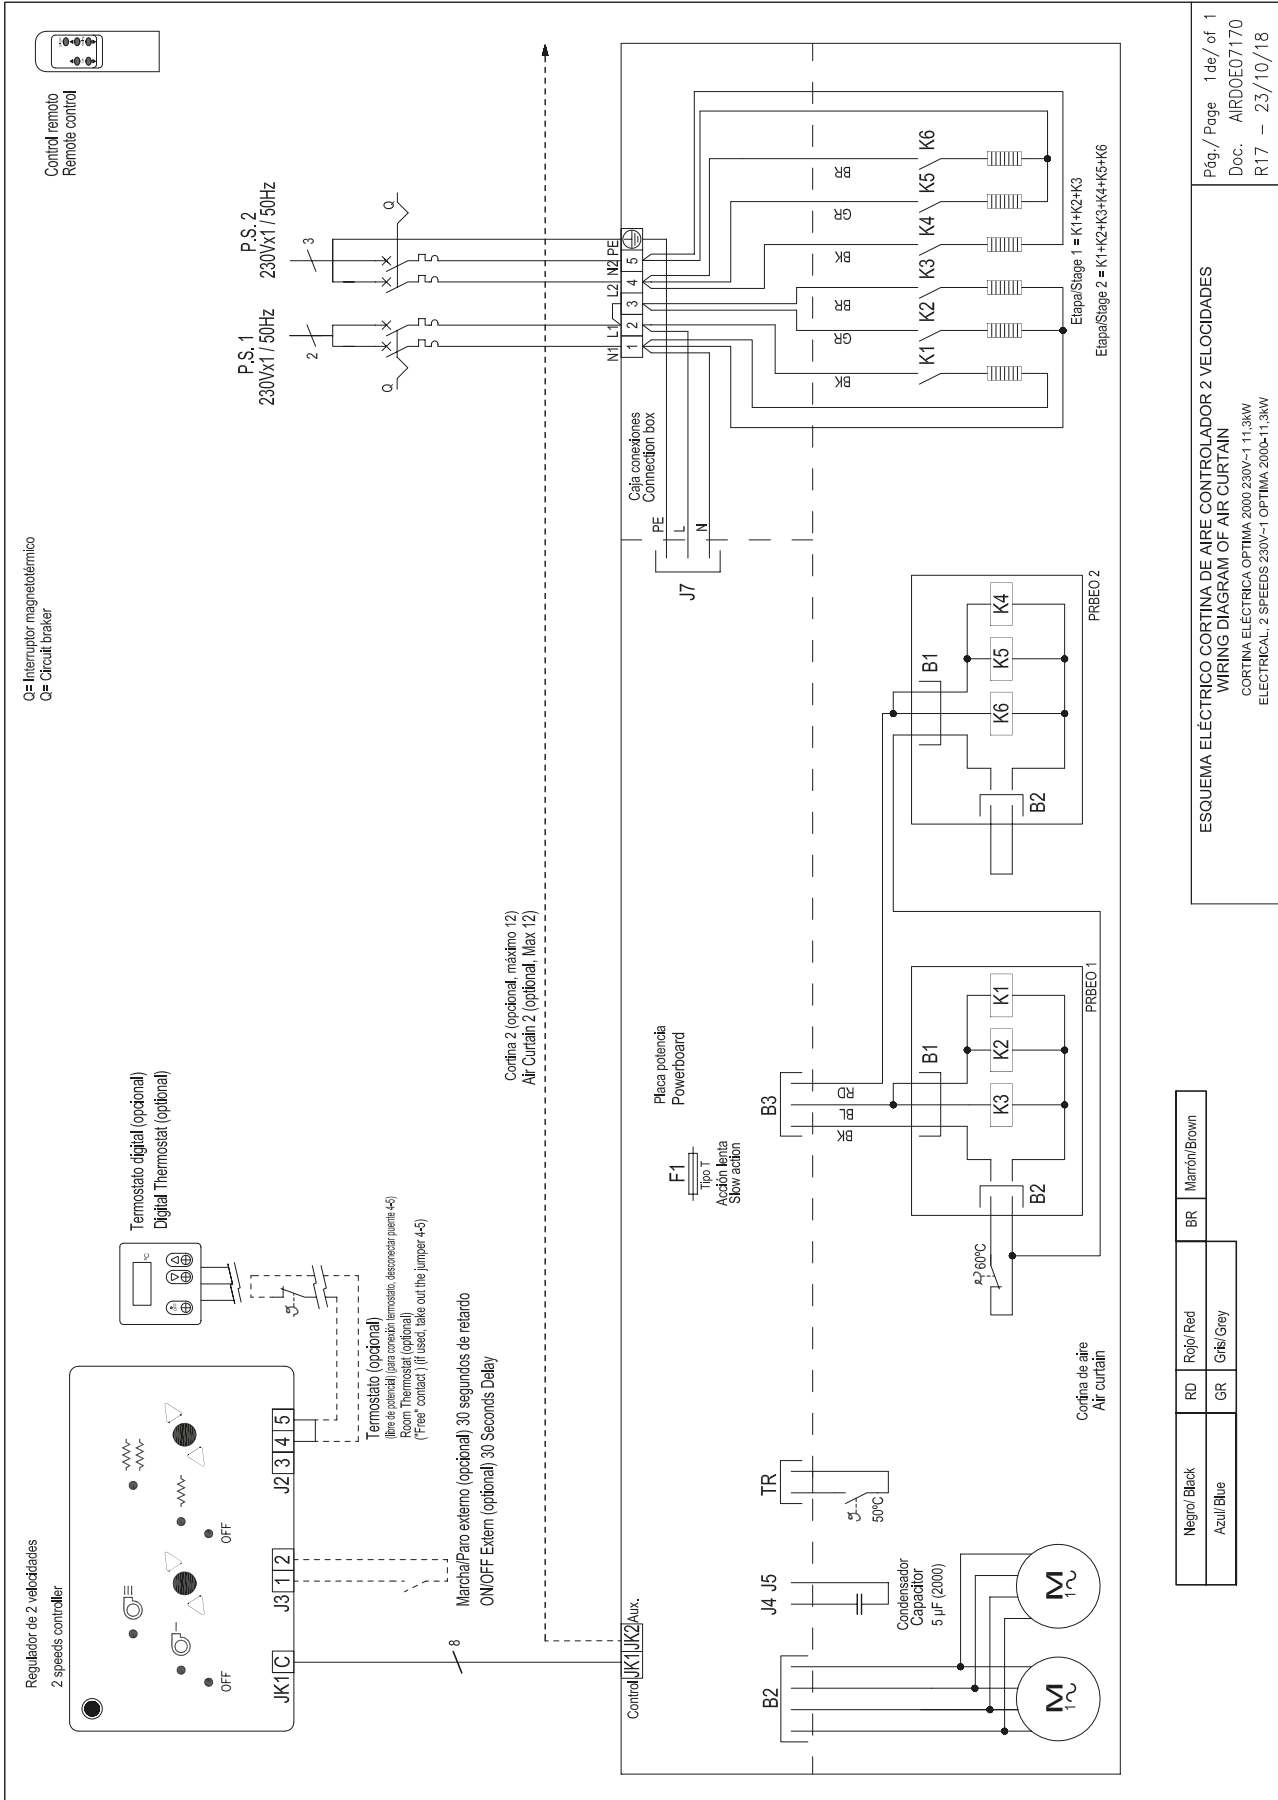 Control remoto
Remote control
Q= Interruptor magnetotérmico
Q= Circuit braker
P.S. 1
230Vx1 / 50Hz
2
Q
P.S. 2
230Vx1 / 50Hz
3
Q
Regulador de 2 velocidades
2 speeds controller
OFF
OFF
JK1 C
J3 1 2
J2 3 4 5
Termostato digital (opcional)
Digital Thermostat (optional)
ºC
Termostato (opcional)
(libre de potencial) (para conexión termostato, desconectar puente 4-5)
Room Thermostat (optional)
("Free" contact ) (if used, take out the jumper 4-5)
Marcha/Paro externo (opcional) 30 segundos de retardo
ON/OFF Extern (optional) 30 Seconds Delay
8
Cortina 2 (opcional, máximo 12)
Air Curtain 2 (optional, Max 12)
Control JK1 JK2 Aux.
N1 L1 L2 N2 PE
1 2 3 4 5
Caja conexiones
Connection box
PE
L
N
J7
Placa potencia
Powerboard
F1
Tipo T
Acción lenta
Slow action
B2
J4 J5
TR
B3
Condensador
Capacitor
5 µF (2000)
50ºC
M
1~
M
1~
BK
BL
RD
60ºC
B1
B2
K3
K2
K1
PRBEO 1
B1
B2
K6
K5
K4
PRBEO 2
BK
GR
BR
BK
GR
BR
K1
K2
K3
K4
K5
K6
Etapa/Stage 1 = K1+K2+K3
Etapa/Stage 2 = K1+K2+K3+K4+K5+K6
Cortina de aire
Air curtain
Negro/ Black RD Rojo/ Red BR Marrón/Brown
Azul/ Blue GR Gris/ Grey
ESQUEMA ELÉCTRICO CORTINA DE AIRE CONTROLADOR 2 VELOCIDADES
WIRING DIAGRAM OF AIR CURTAIN
CORTINA ELÉCTRICA OPTIMA 2000 230V~1 11,3kW
ELECTRICAL, 2 SPEEDS 230V~1 OPTIMA 2000-11,3kW
Pág./ Page 1 de/ of 1
Doc. AIRDOE07170
R17 - 23/10/18